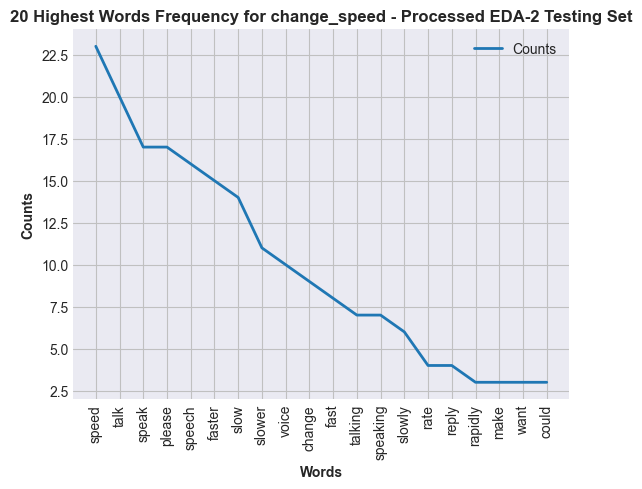 20 Highest Words Frequency for change_speed - Processed EDA-2 Testing Set
Counts
22.5
20.0
17.5
15.0
12.5
10.0
7.5
5.0
2.5
Counts
speed
talk
speak
please
speech
faster
slow
slower
voice
change
fast
talking
speaking
slowly
rate
reply
rapidly
make
want
could
Words